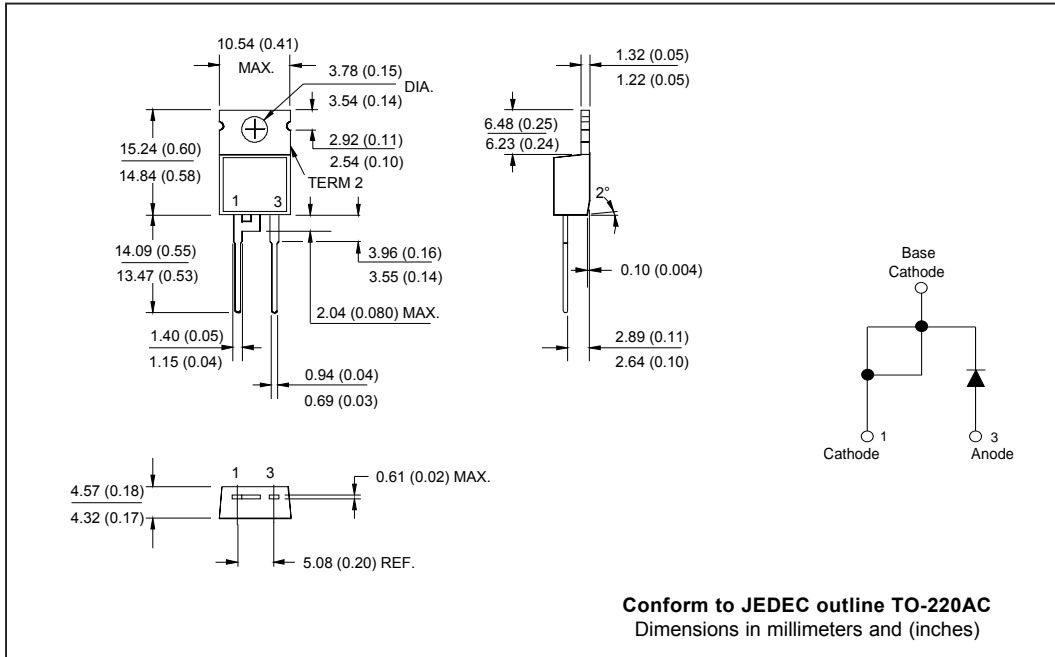 10.54 (0.41)
MAX.
3.78 (0.15)
3.54 (0.14)
DIA.
2.92 (0.11)
2.54 (0.10)
TERM 2
15.24 (0.60)
14.84 (0.58)
1 3
14.09 (0.55)
13.47 (0.53)
3.96 (0.16)
3.55 (0.14)
2.04 (0.080) MAX.
1.40 (0.05)
1.15 (0.04)
0.94 (0.04)
0.69 (0.03)
1.32 (0.05)
1.22 (0.05)
6.48 (0.25)
6.23 (0.24)
2°
0.10 (0.004)
2.89 (0.11)
2.64 (0.10)
Base
Cathode
1
Cathode
3
Anode
1 3
4.57 (0.18)
4.32 (0.17)
0.61 (0.02) MAX.
5.08 (0.20) REF.
Conform to JEDEC outline TO-220AC
Dimensions in millimeters and (inches)